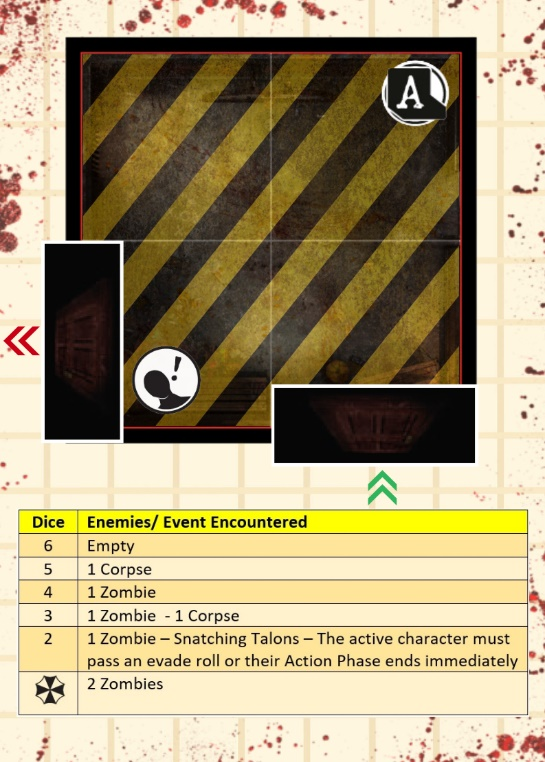 A
!
Dice Enemies/ Event Encountered
6 Empty
5 1 Corpse
4 1 Zombie
3 1 Zombie - 1 Corpse
2 1 Zombie – Snatching Talons – The active character must
pass an evade roll or their Action Phase ends immediately
2 Zombies